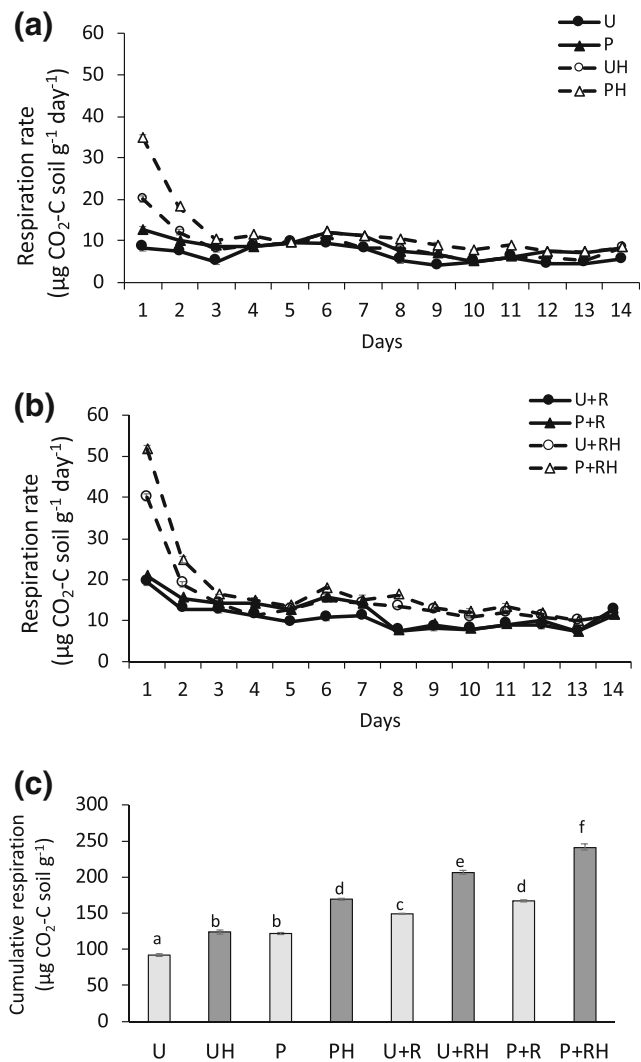 (a)
U
P
UH
PH
60
50
40
30
20
10
0
Respiration rate
(µg CO₂-C soil g⁻¹ day⁻¹)
1 2 3 4 5 6 7 8 9 10 11 12 13 14
Days
(b)
U+R
P+R
U+RH
P+RH
60
50
40
30
20
10
0
Respiration rate
(µg CO₂-C soil g⁻¹ day⁻¹)
1 2 3 4 5 6 7 8 9 10 11 12 13 14
Days
(c)
300
250
200
150
100
50
0
Cumulative respiration
(µg CO₂-C soil g⁻¹)
a b b d c e d f
U UH P PH U+R U+RH P+R P+RH